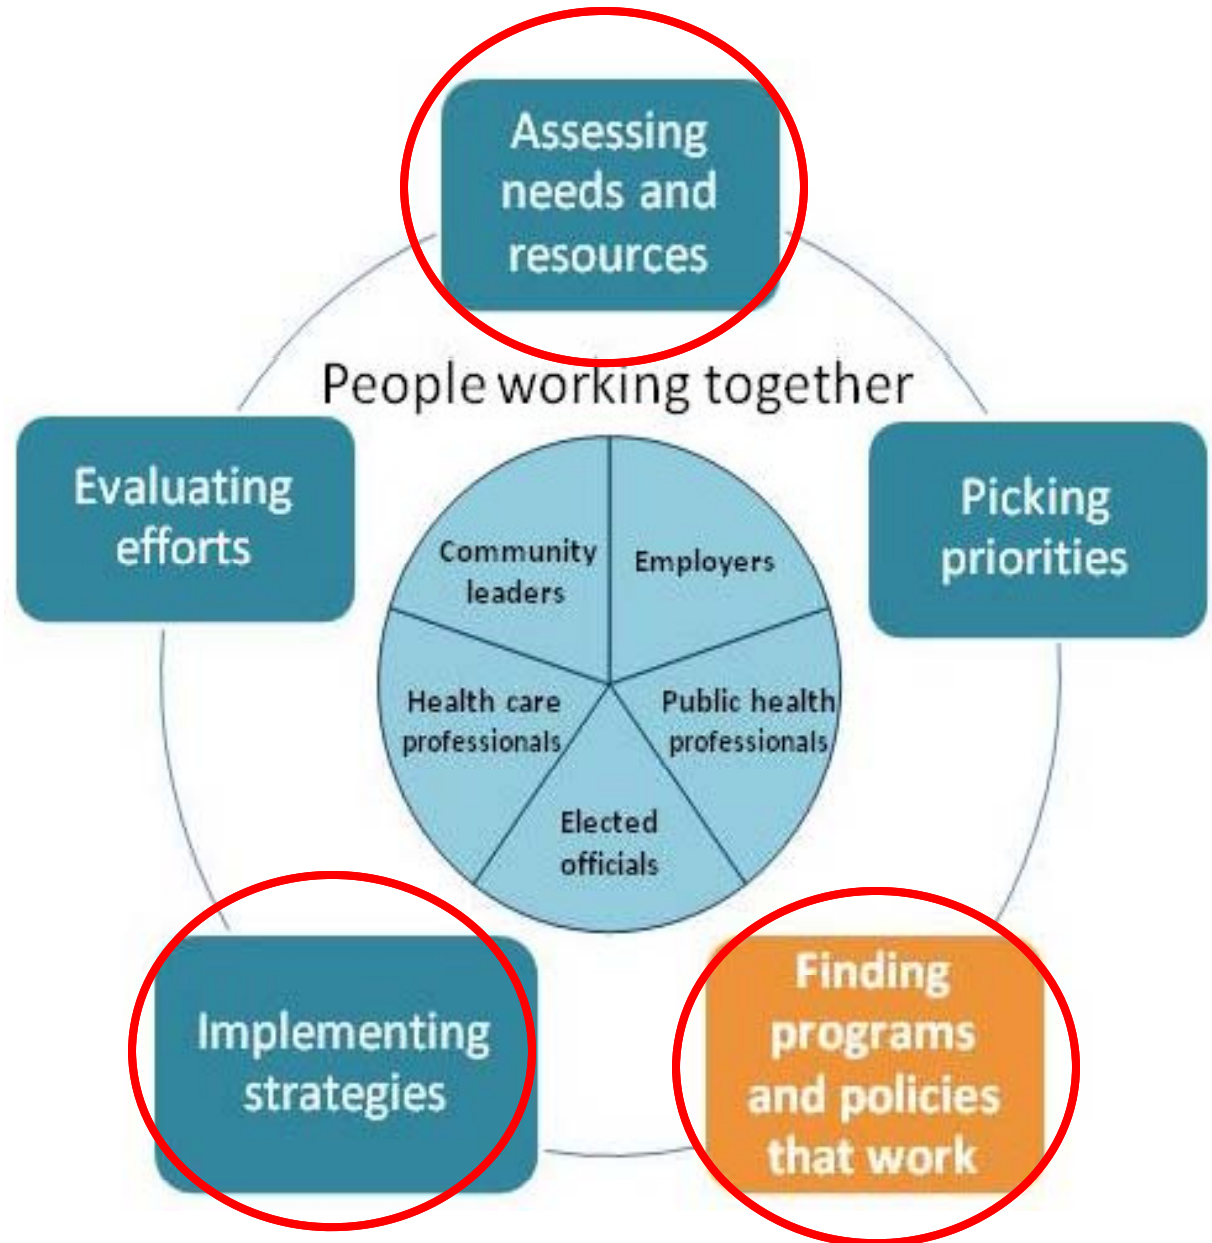 Assessing
needs and
resources
People working together
Evaluating
efforts
Picking
priorities
Community
leaders
Employers
Health care
professionals
Public health
professionals
Elected
officials
Implementing
strategies
Finding
programs
and policies
that work